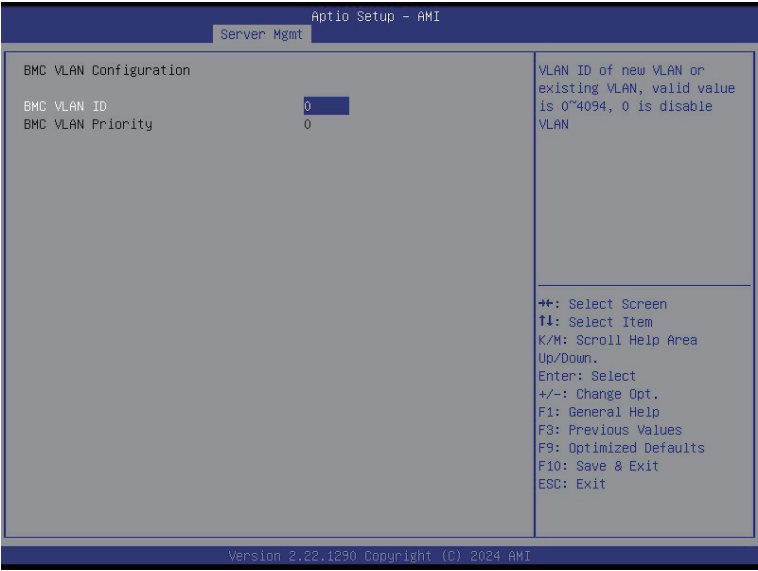 Aptio Setup – AMI
Server Mgmt
BMC VLAN Configuration
BMC VLAN ID 0
BMC VLAN Priority 0
VLAN ID of new VLAN or
existing VLAN, valid value
is 0~4094, 0 is disable
VLAN
→←: Select Screen
↑↓: Select Item
K/M: Scroll Help Area
Up/Down.
Enter: Select
+/-: Change Opt.
F1: General Help
F3: Previous Values
F9: Optimized Defaults
F10: Save & Exit
ESC: Exit
Version 2.22.1290 Copyright (C) 2024 AMI